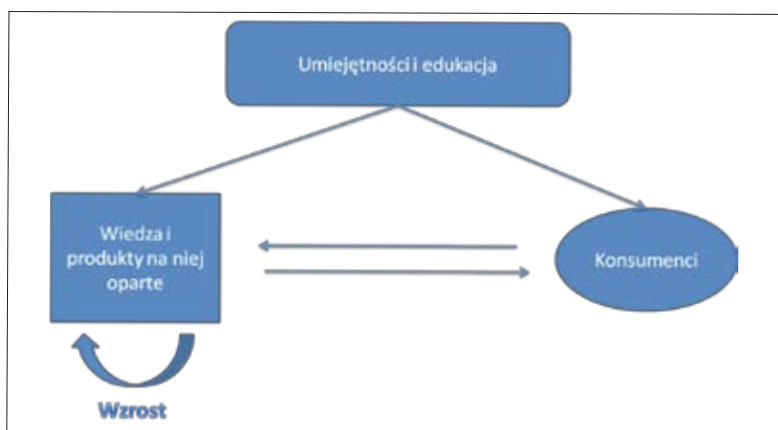 Umiejętności i edukacja
Wiedza i
produkty na niej
oparte
Konsumenci
Wzrost